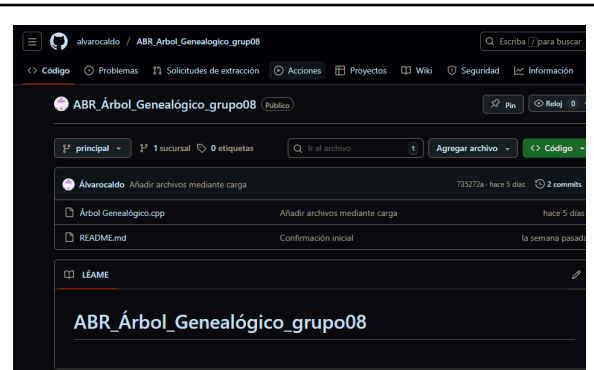 alvarocaldo / ABR_Arbol_Genealogico_grup08
Escriba / para buscar
Código Problemas Solicitudes de extracción Acciones Proyectos Wiki Seguridad Información
ABR_Árbol_Genealógico_grupo08 Público Pin Reloj 0
principal 1 sucursal 0 etiquetas Ir al archivo t Agregar archivo Código
Álvarocaldo Añadir archivos mediante carga 735272a · hace 5 días 2 commits
Árbol Genealógico.cpp Añadir archivos mediante carga hace 5 días
README.md Confirmación inicial la semana pasada
LÉAME
ABR_Árbol_Genealógico_grupo08